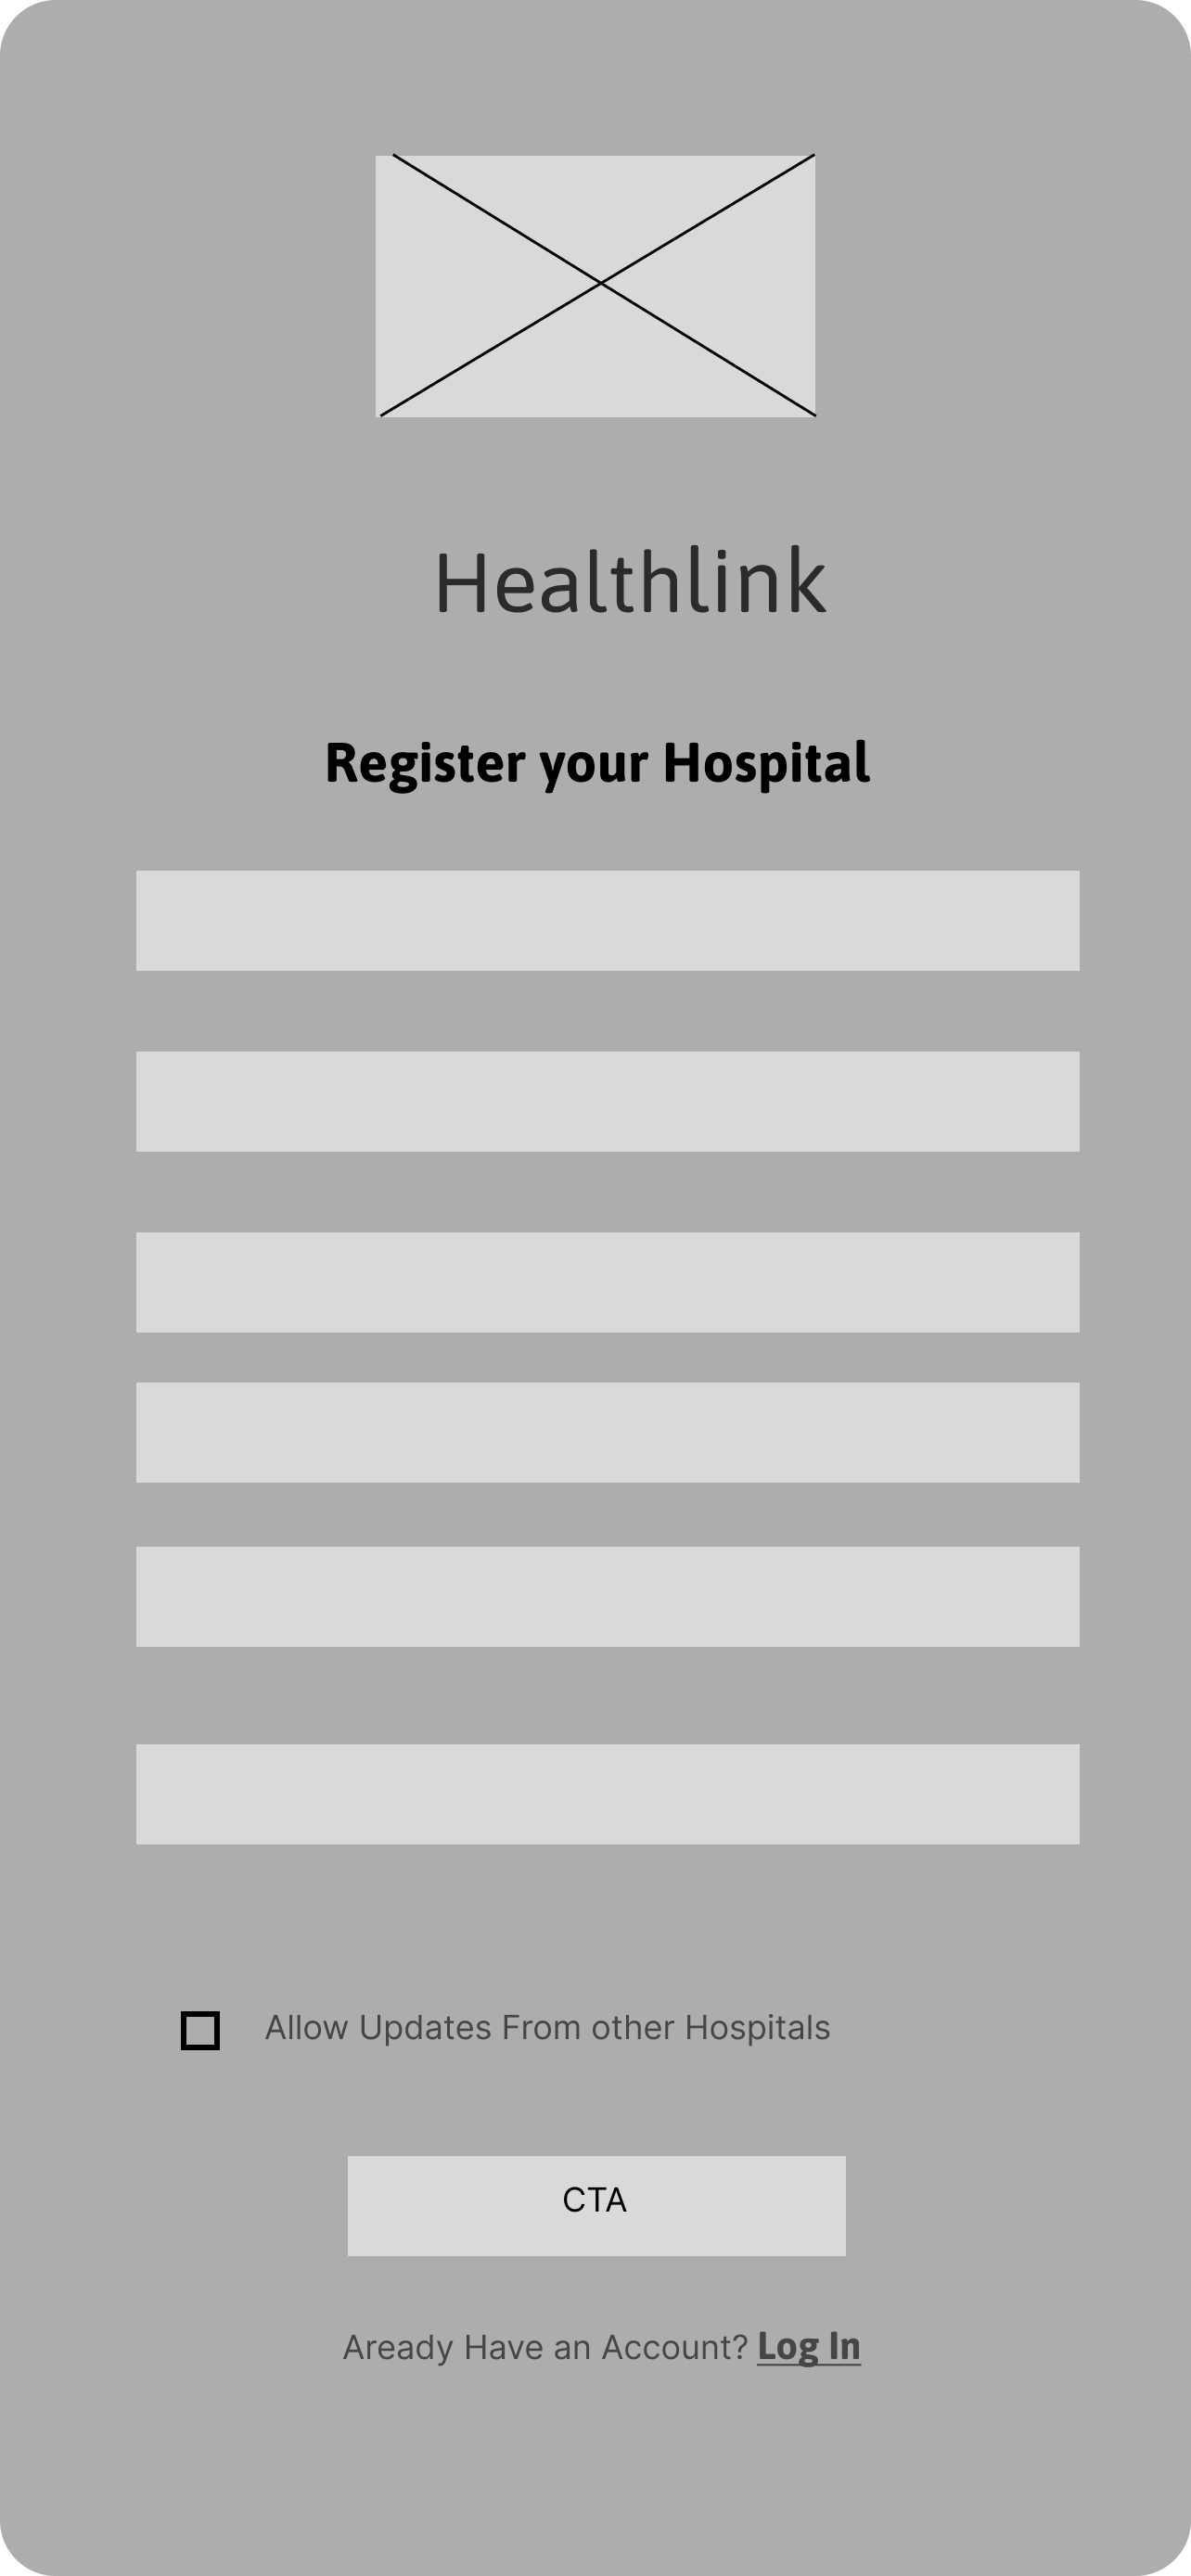 Healthlink
Register your Hospital
Allow Updates From other Hospitals
CTA
Aready Have an Account? Log In